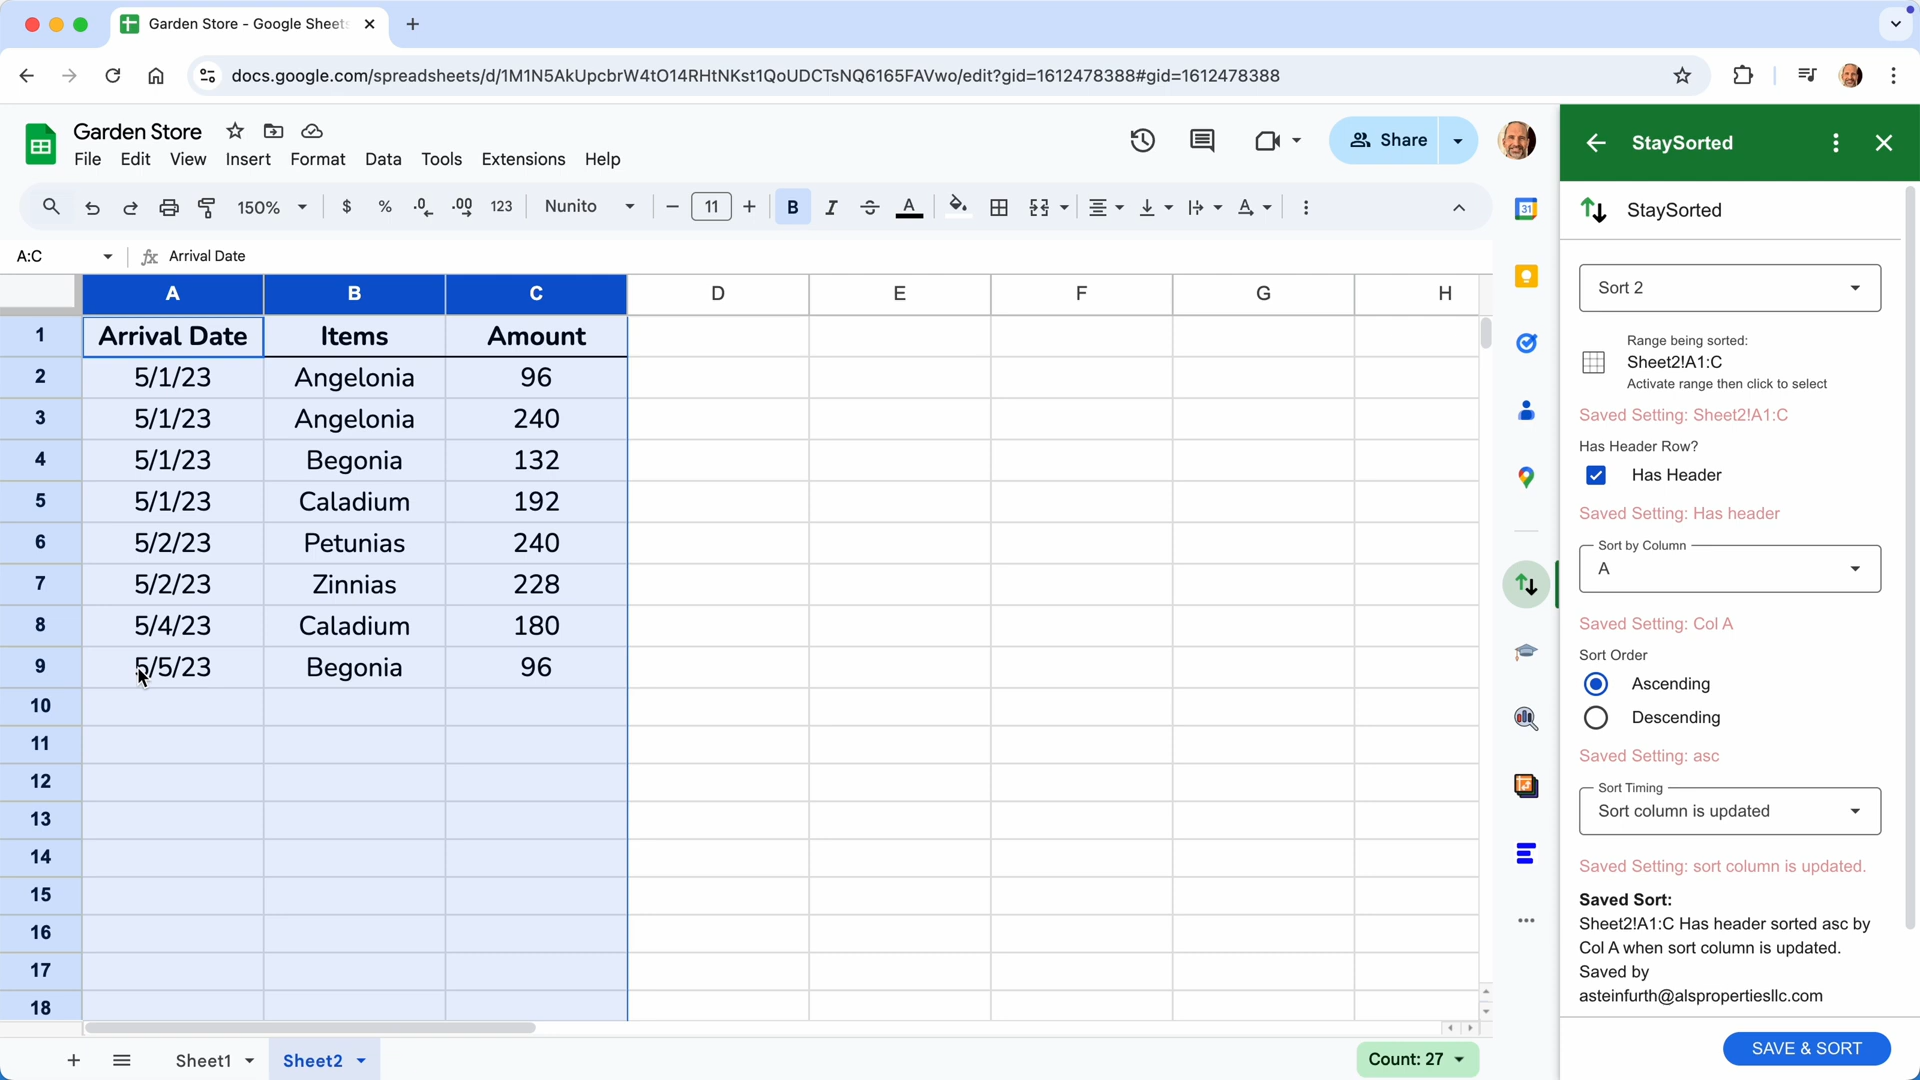 Garden Store - Google Sheets
docs.google.com/spreadsheets/d/1M1N5AkUpcbrW4tO14RHtNKst1QoUDCTsNQ6165FAVwo/edit?gid=1612478388#gid=1612478388
Garden Store
File Edit View Insert Format Data Tools Extensions Help
Share
150% $ % .0 .00 123 Nunito 11 B I A
A:C Arrival Date
A B C D E F G H
1 Arrival Date Items Amount
2 5/1/23 Angelonia 96
3 5/1/23 Angelonia 240
4 5/1/23 Begonia 132
5 5/1/23 Caladium 192
6 5/2/23 Petunias 240
7 5/2/23 Zinnias 228
8 5/4/23 Caladium 180
9 5/5/23 Begonia 96
10
11
12
13
14
15
16
17
18
Sheet1 Sheet2
Count: 27
31
StaySorted
StaySorted
Sort 2
Range being sorted:
Sheet2!A1:C
Activate range then click to select
Saved Setting: Sheet2!A1:C
Has Header Row?
Has Header
Saved Setting: Has header
Sort by Column
A
Saved Setting: Col A
Sort Order
Ascending
Descending
Saved Setting: asc
Sort Timing
Sort column is updated
Saved Setting: sort column is updated.
Saved Sort:
Sheet2!A1:C Has header sorted asc by
Col A when sort column is updated.
Saved by
asteinfurth@alspropertiesllc.com
SAVE & SORT